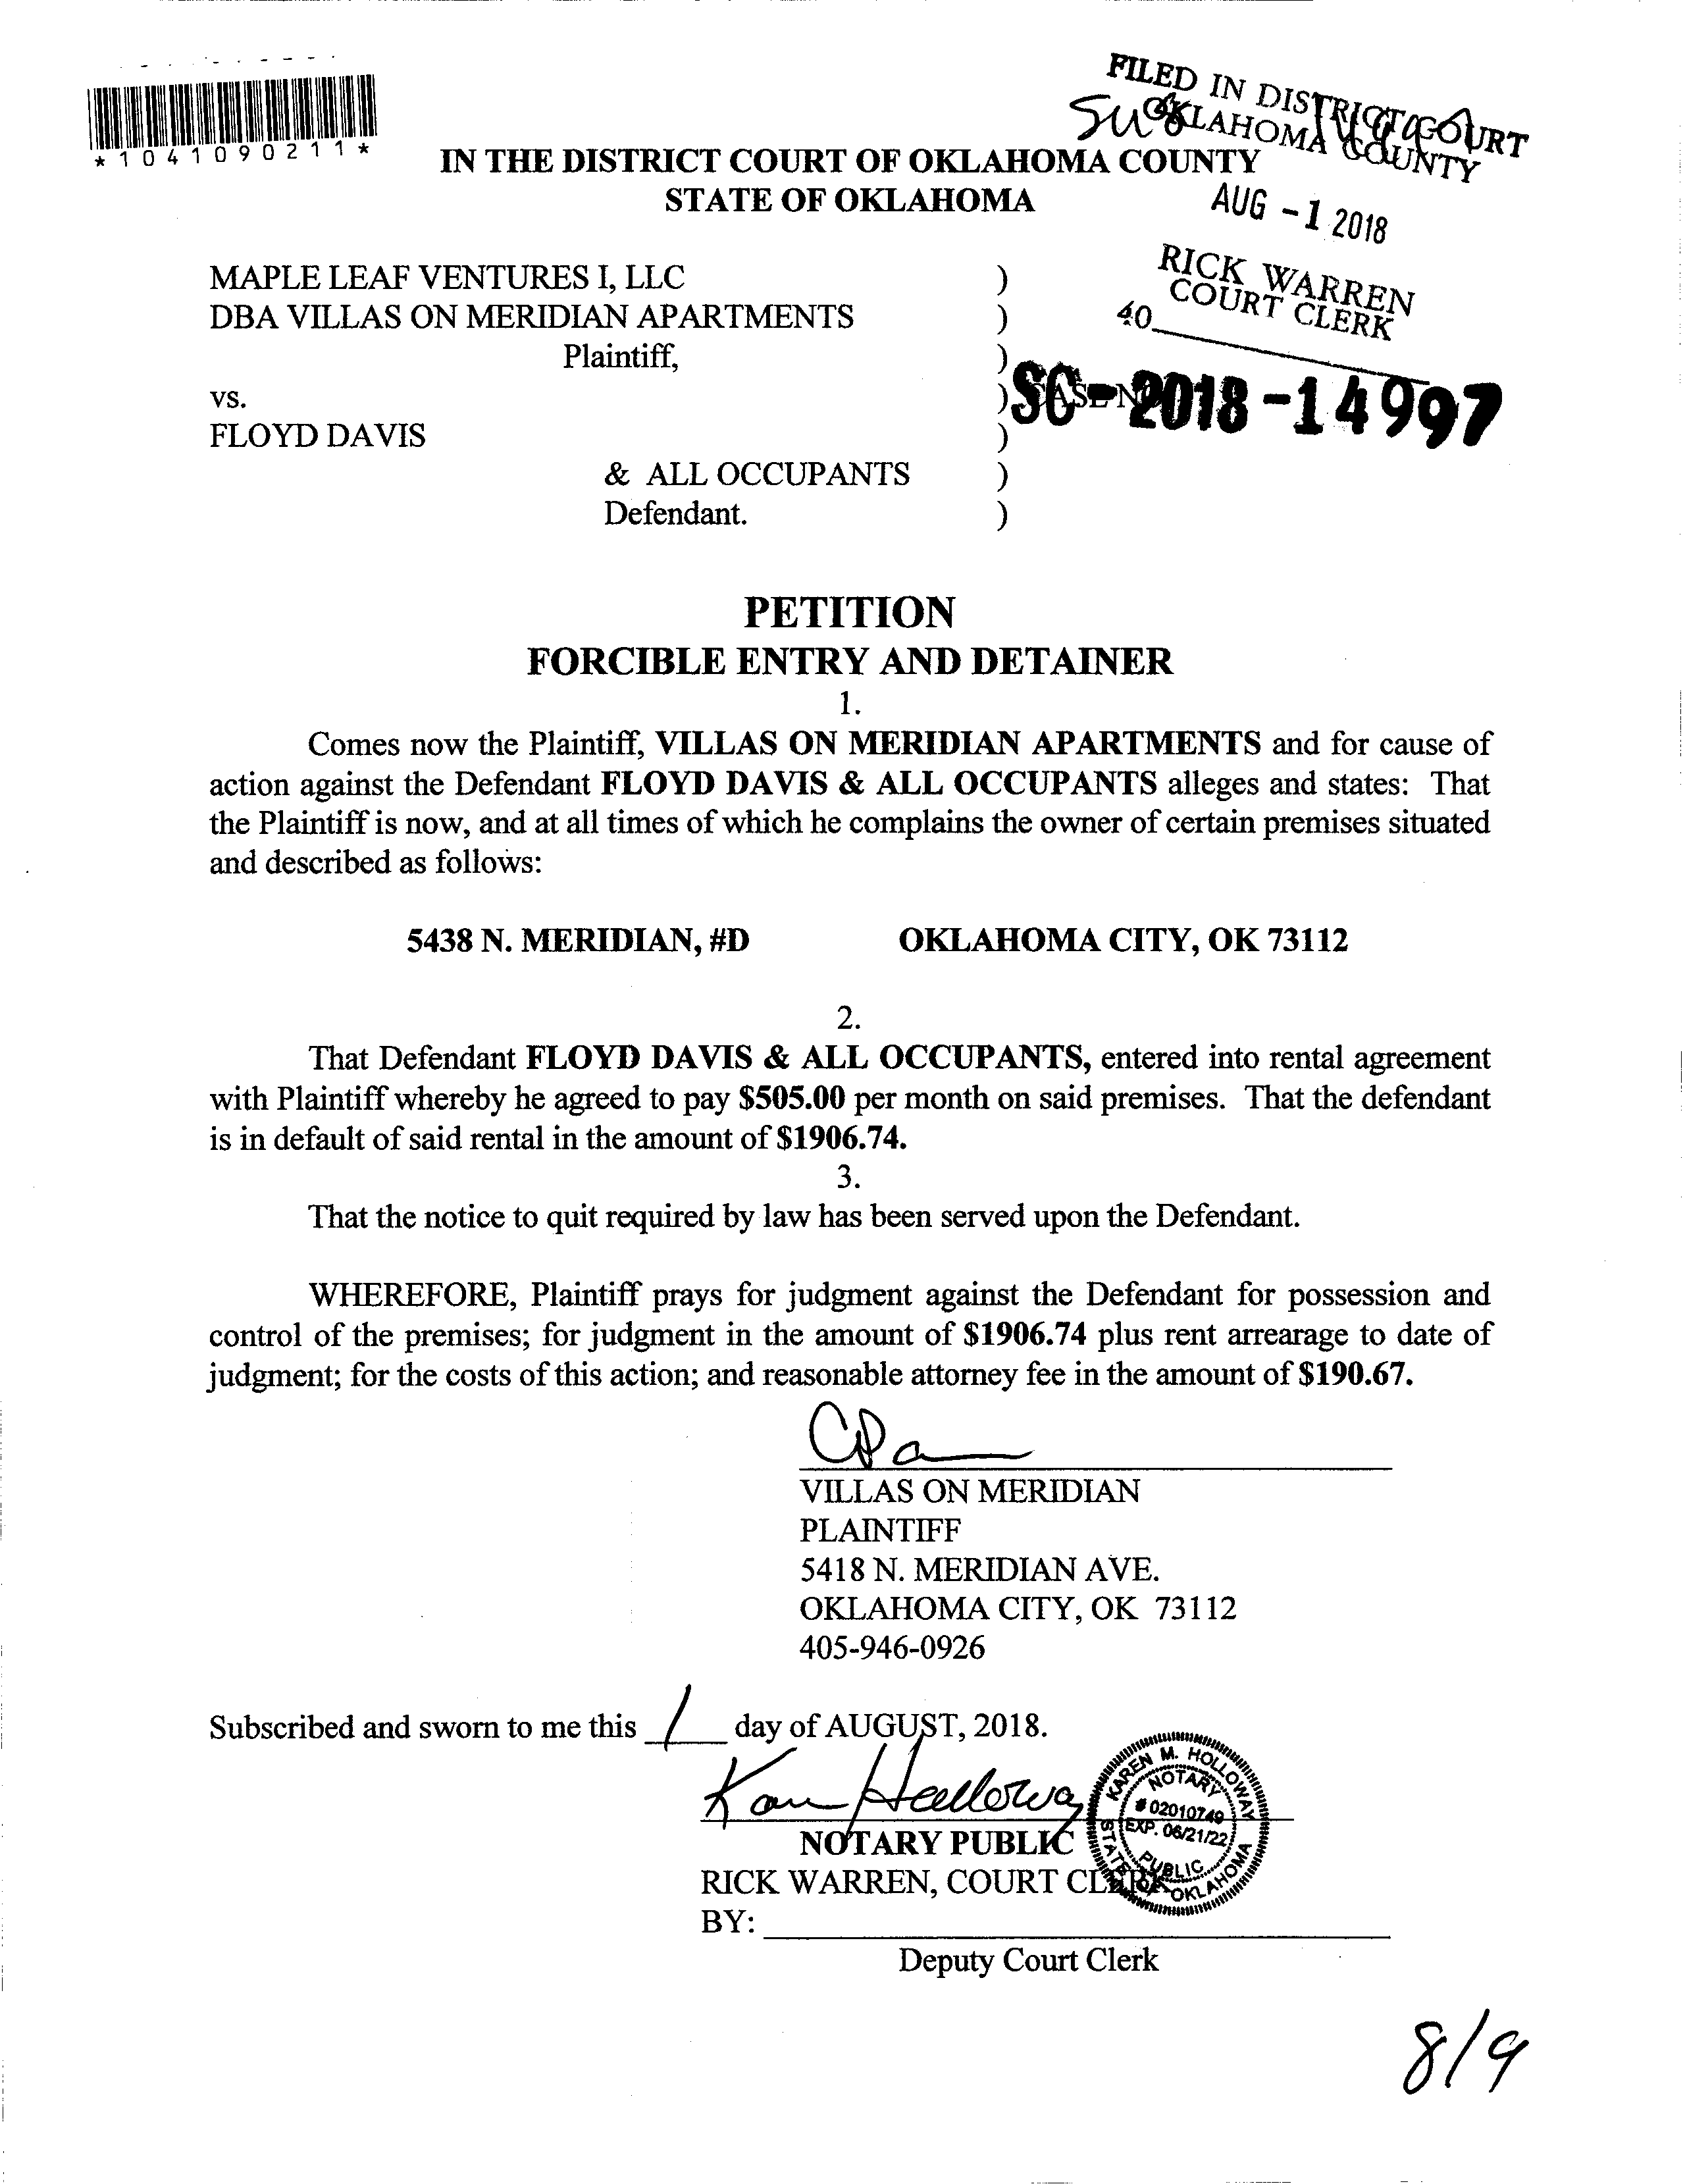 FILED IN DISTRICT COURT
OKLAHOMA COUNTY
*1041090211*
IN THE DISTRICT COURT OF OKLAHOMA COUNTY
STATE OF OKLAHOMA
AUG -1 2018
RICK WARREN
COURT CLERK
40
MAPLE LEAF VENTURES I, LLC )
DBA VILLAS ON MERIDIAN APARTMENTS )
Plaintiff, )
vs. ) CASE NO SC-2018-14997
FLOYD DAVIS )
& ALL OCCUPANTS )
Defendant. )
PETITION
FORCIBLE ENTRY AND DETAINER
1.
Comes now the Plaintiff, VILLAS ON MERIDIAN APARTMENTS and for cause of
action against the Defendant FLOYD DAVIS & ALL OCCUPANTS alleges and states: That
the Plaintiff is now, and at all times of which he complains the owner of certain premises situated
and described as follows:
5438 N. MERIDIAN, #D OKLAHOMA CITY, OK 73112
2.
That Defendant FLOYD DAVIS & ALL OCCUPANTS, entered into rental agreement
with Plaintiff whereby he agreed to pay $505.00 per month on said premises. That the defendant
is in default of said rental in the amount of $1906.74.
3.
That the notice to quit required by law has been served upon the Defendant.
WHEREFORE, Plaintiff prays for judgment against the Defendant for possession and
control of the premises; for judgment in the amount of $1906.74 plus rent arrearage to date of
judgment; for the costs of this action; and reasonable attorney fee in the amount of $190.67.
VILLAS ON MERIDIAN
PLAINTIFF
5418 N. MERIDIAN AVE.
OKLAHOMA CITY, OK 73112
405-946-0926
Subscribed and sworn to me this 1 day of AUGUST, 2018.
Karen Holloway
KAREN M. HOLLOWAY
NOTARY
# 02010749
EXP. 06/21/22
PUBLIC
STATE OF OKLAHOMA
NOTARY PUBLIC
RICK WARREN, COURT CLERK
BY:
Deputy Court Clerk
8/9